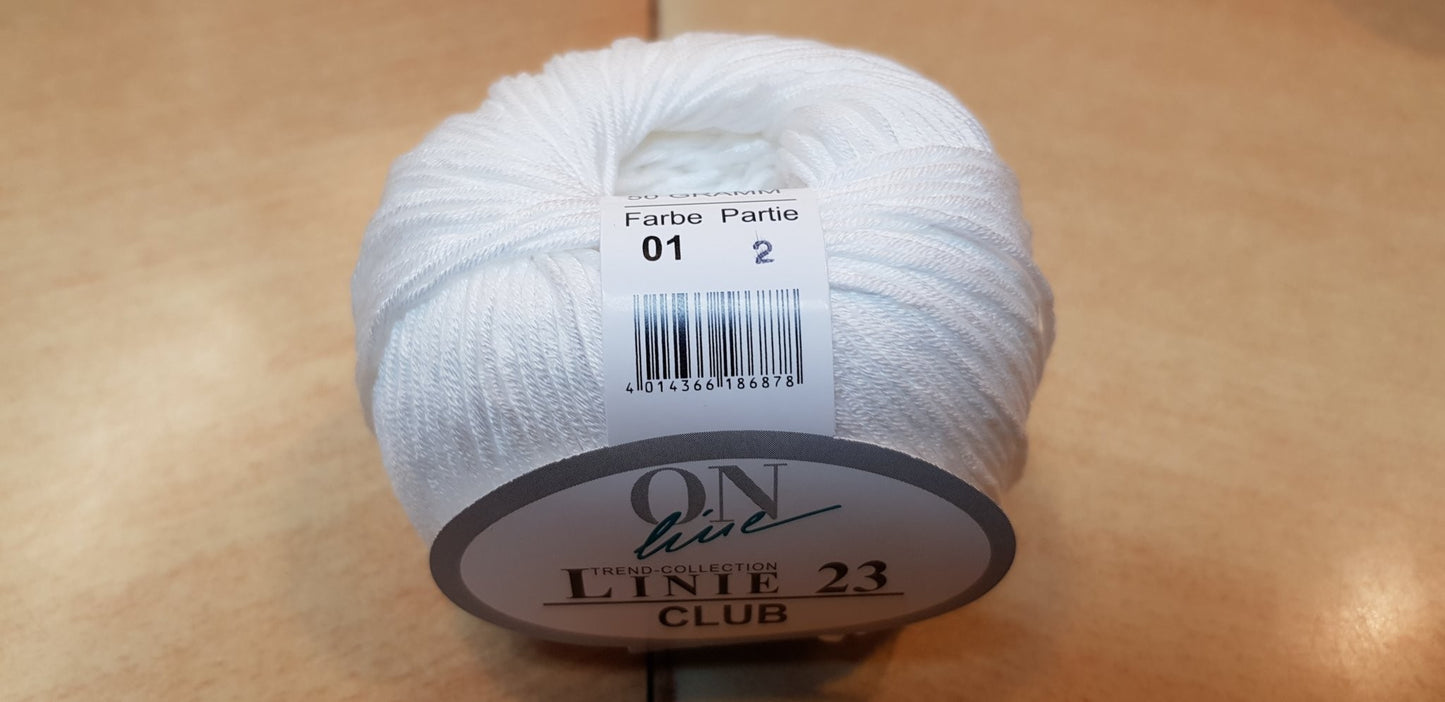 50 GRAMM
Farbe Partie
01 2
4 014366 186878
ON
line
TREND-COLLECTION
LINIE 23
CLUB